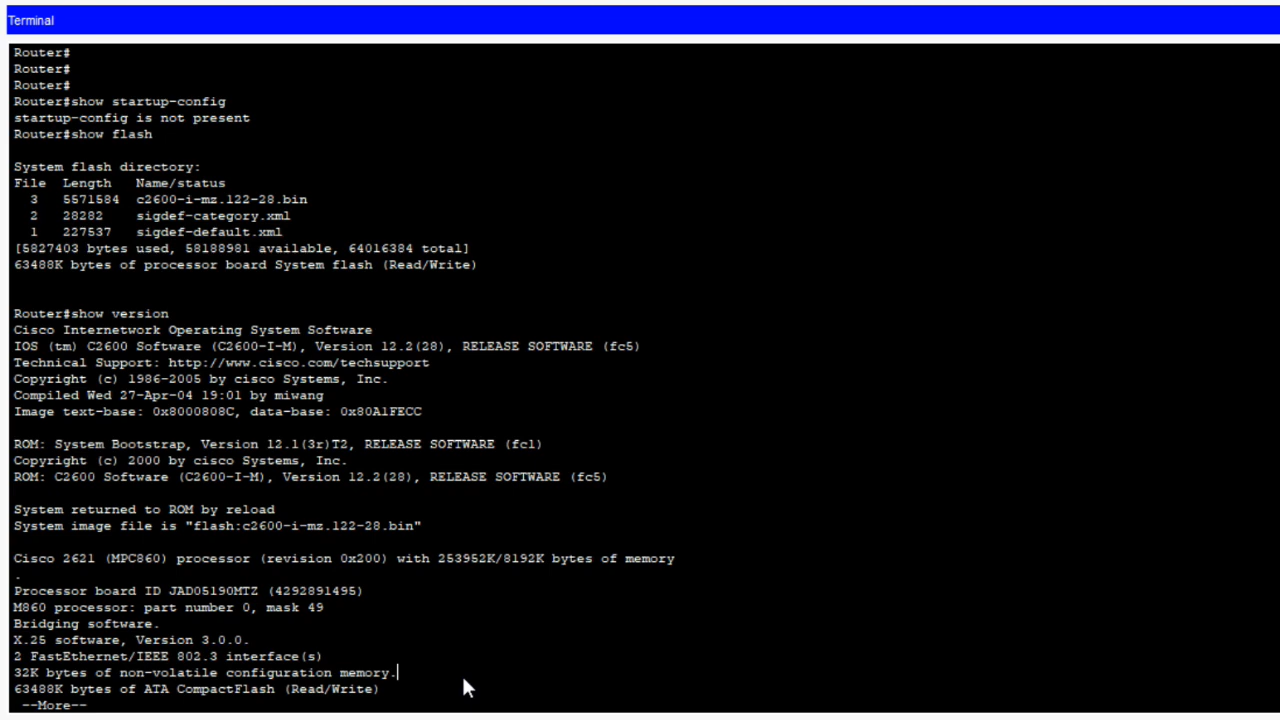 Terminal
Router#
Router#
Router#
Router#show startup-config
startup-config is not present
Router#show flash
System flash directory:
File  Length   Name/status
  3   5571584  c2600-i-mz.122-28.bin
  2   28282    sigdef-category.xml
  1   227537   sigdef-default.xml
[5827403 bytes used, 58188981 available, 64016384 total]
63488K bytes of processor board System flash (Read/Write)
Router#show version
Cisco Internetwork Operating System Software
IOS (tm) C2600 Software (C2600-I-M), Version 12.2(28), RELEASE SOFTWARE (fc5)
Technical Support: http://www.cisco.com/techsupport
Copyright (c) 1986-2005 by cisco Systems, Inc.
Compiled Wed 27-Apr-04 19:01 by miwang
Image text-base: 0x8000808C, data-base: 0x80A1FECC
ROM: System Bootstrap, Version 12.1(3r)T2, RELEASE SOFTWARE (fc1)
Copyright (c) 2000 by cisco Systems, Inc.
ROM: C2600 Software (C2600-I-M), Version 12.2(28), RELEASE SOFTWARE (fc5)
System returned to ROM by reload
System image file is "flash:c2600-i-mz.122-28.bin"
Cisco 2621 (MPC860) processor (revision 0x200) with 253952K/8192K bytes of memory
.
Processor board ID JAD05190MTZ (4292891495)
M860 processor: part number 0, mask 49
Bridging software.
X.25 software, Version 3.0.0.
2 FastEthernet/IEEE 802.3 interface(s)
32K bytes of non-volatile configuration memory.
63488K bytes of ATA CompactFlash (Read/Write)
 --More--